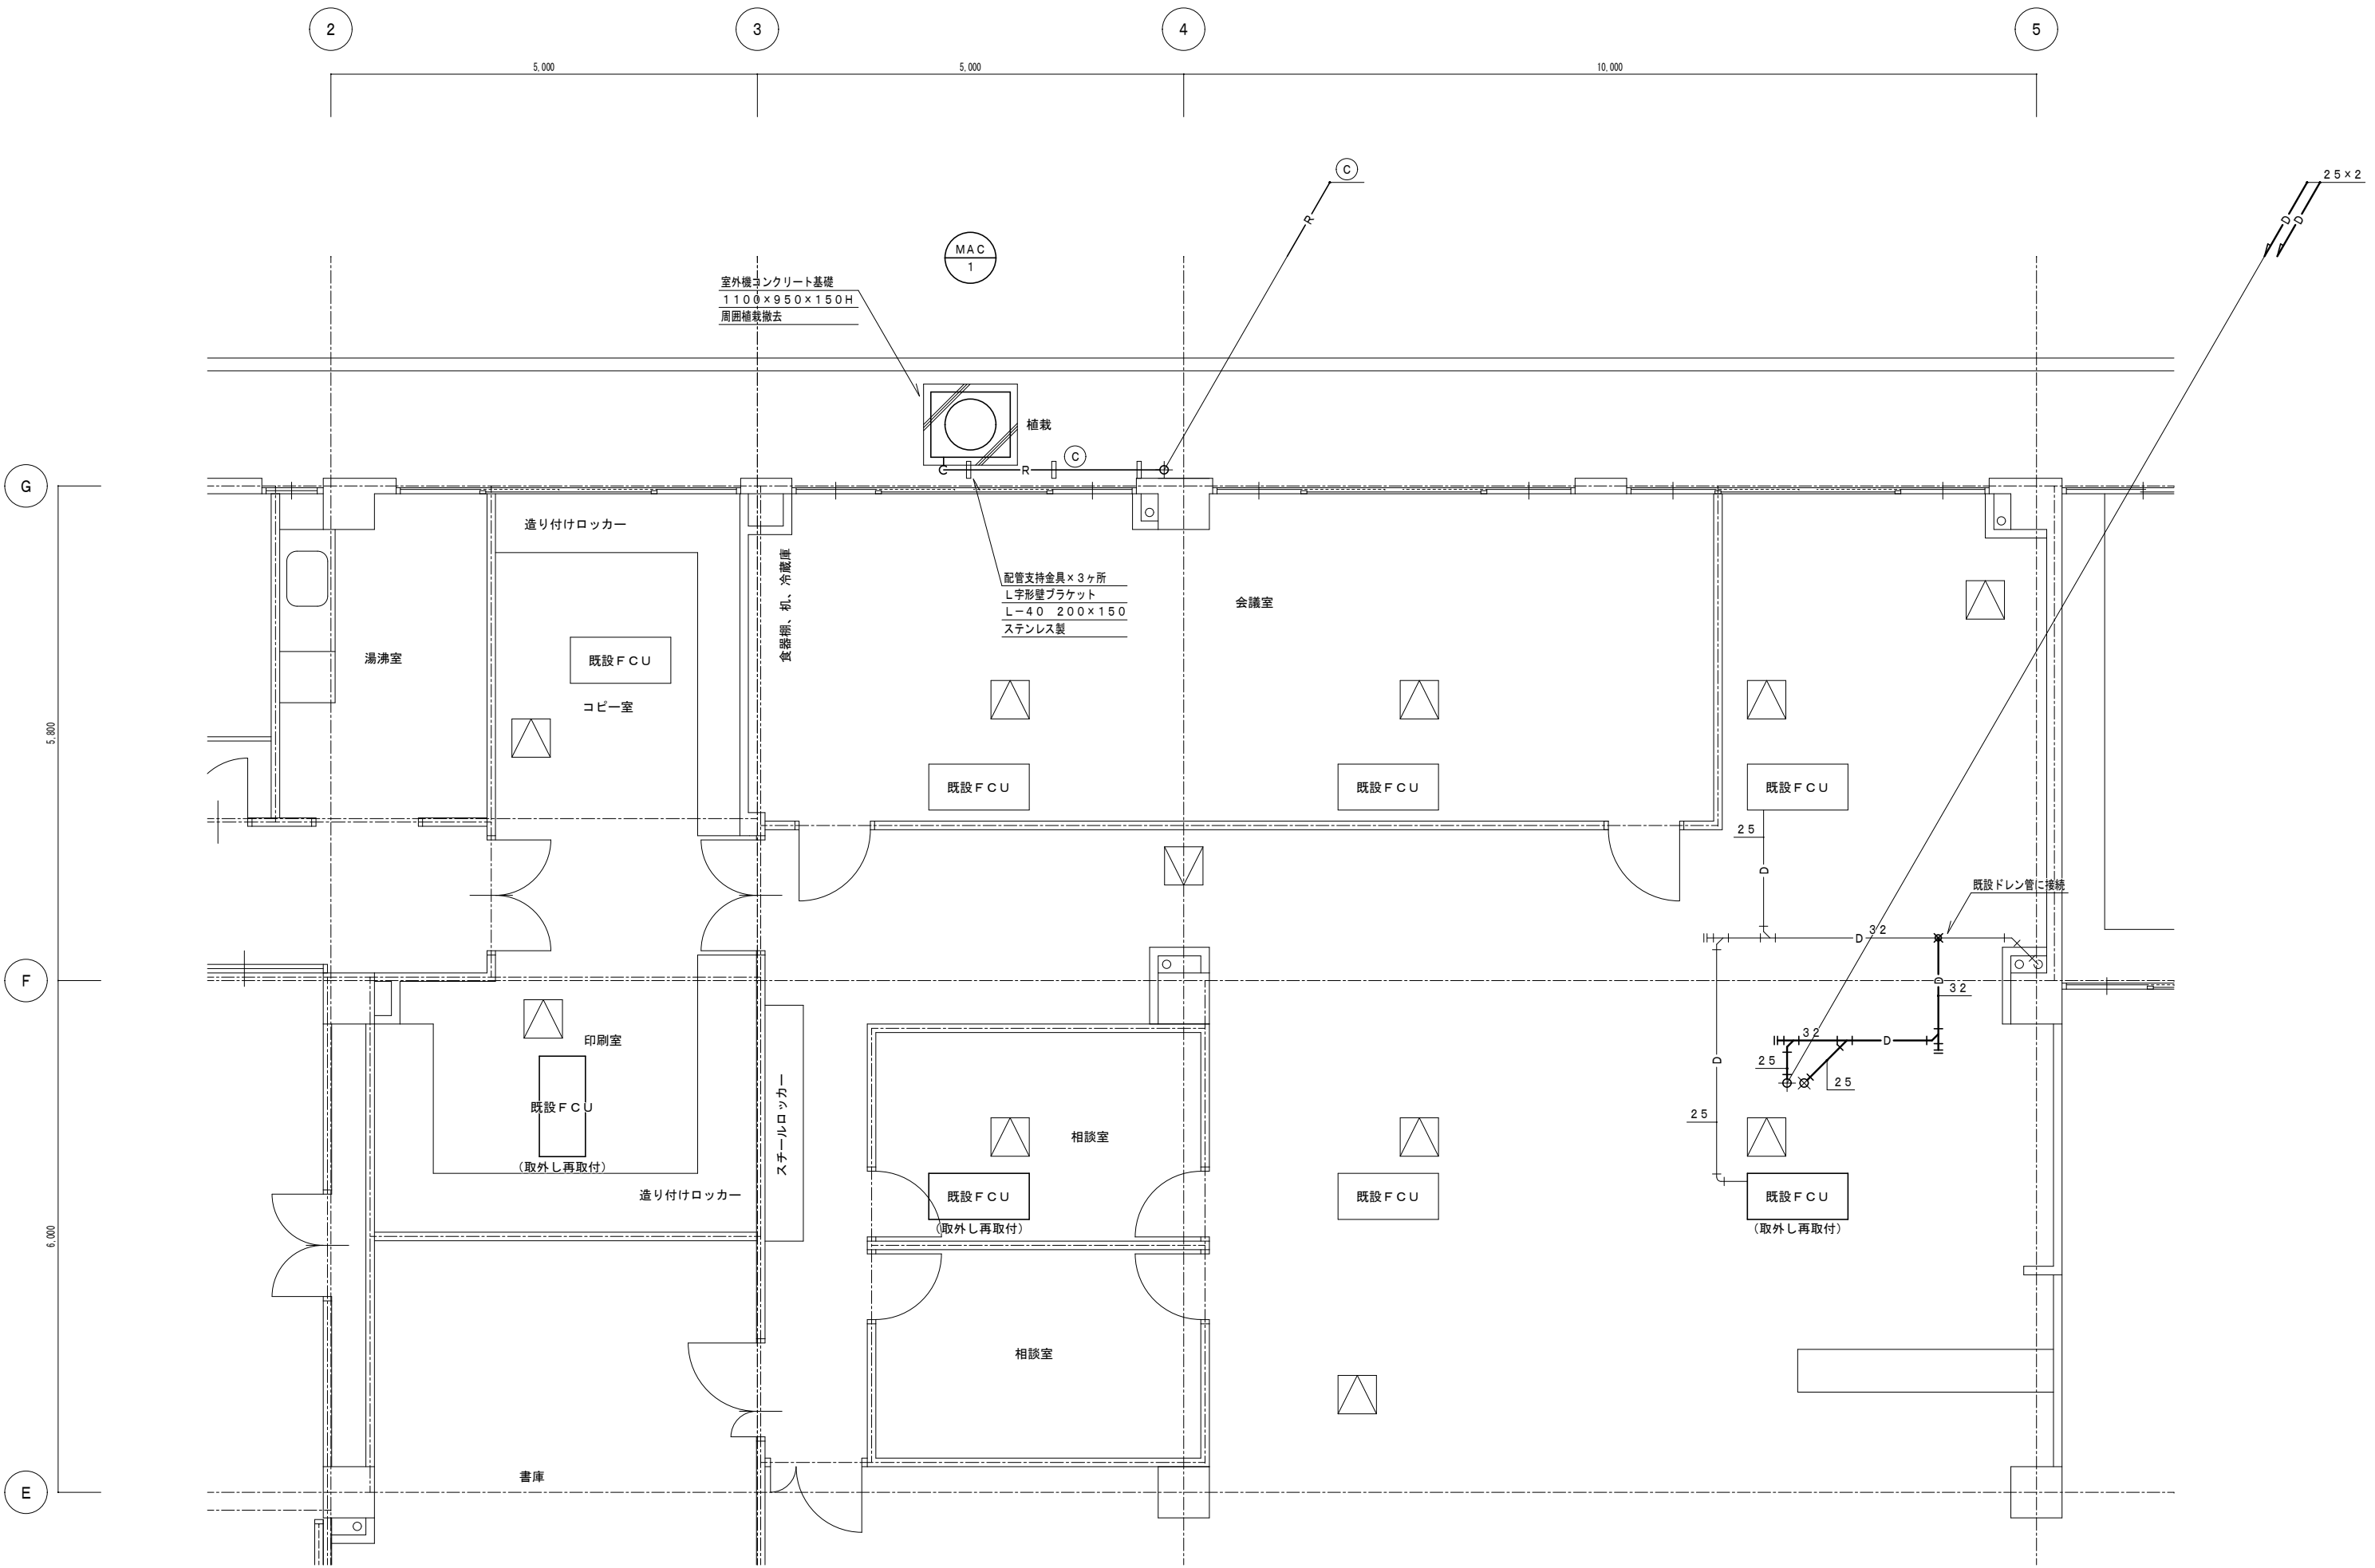 2
3
4
5
5,000
5,000
10,000
C
25×2
R
D
D
MAC
1
室外機コンクリート基礎
1100×950×150H
周囲植栽撤去
植栽
C
R
G
造り付けロッカー
食器棚、机、冷蔵庫
配管支持金具×3ヶ所
L字形壁ブラケット
L-40 200×150
ステンレス製
会議室
湯沸室
既設FCU
コピー室
5,800
既設FCU
既設FCU
既設FCU
25
D
既設ドレン管に接続
32
D
F
D
32
印刷室
32
D
25
25
D
25
既設FCU
(取外し再取付)
スチールロッカー
相談室
造り付けロッカー
既設FCU
(取外し再取付)
既設FCU
既設FCU
(取外し再取付)
6,000
相談室
書庫
E